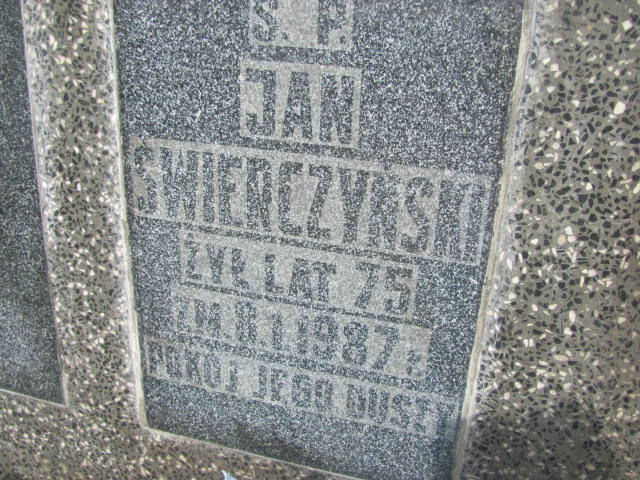 Ś. P.
JAN
ŚWIERCZYŃSKI
ŻYŁ LAT 75
ZM. 8 I 1987 r.
POKÓJ JEGO DUSZY